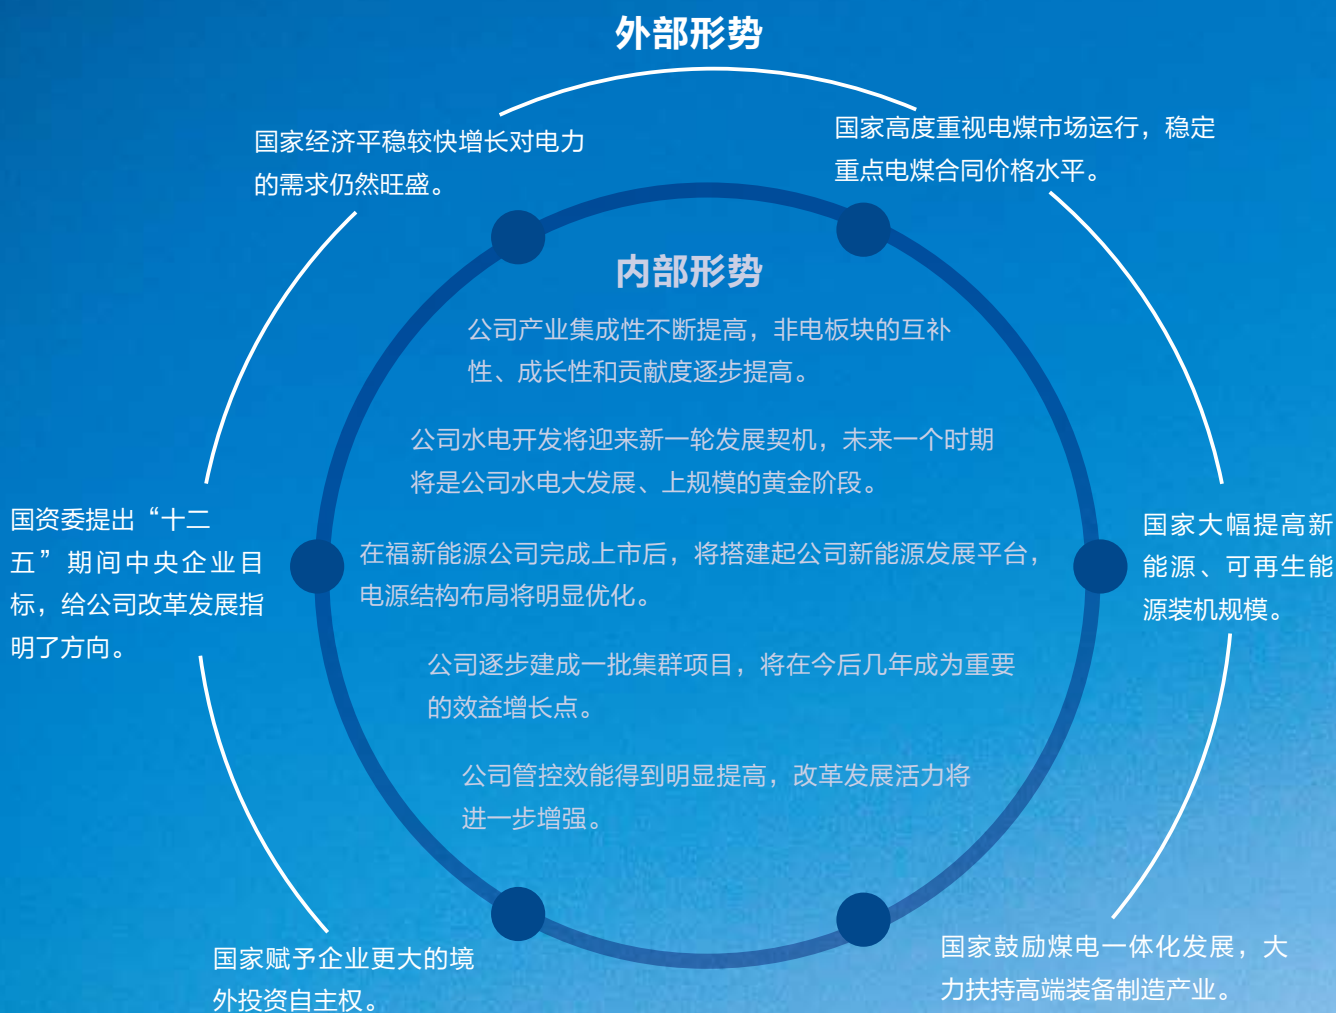 外部形势
国家经济平稳较快增长对电力
的需求仍然旺盛。
国家高度重视电煤市场运行，稳定
重点电煤合同价格水平。
内部形势
公司产业集成性不断提高，非电板块的互补
性、成长性和贡献度逐步提高。
公司水电开发将迎来新一轮发展契机，未来一个时期
将是公司水电大发展、上规模的黄金阶段。
在福新能源公司完成上市后，将搭建起公司新能源发展平台，
电源结构布局将明显优化。
公司逐步建成一批集群项目，将在今后几年成为重要
的效益增长点。
公司管控效能得到明显提高，改革发展活力将
进一步增强。
国资委提出“十二
五”期间中央企业目
标，给公司改革发展指
明了方向。
国家大幅提高新
能源、可再生能
源装机规模。
国家赋予企业更大的境
外投资自主权。
国家鼓励煤电一体化发展，大
力扶持高端装备制造产业。